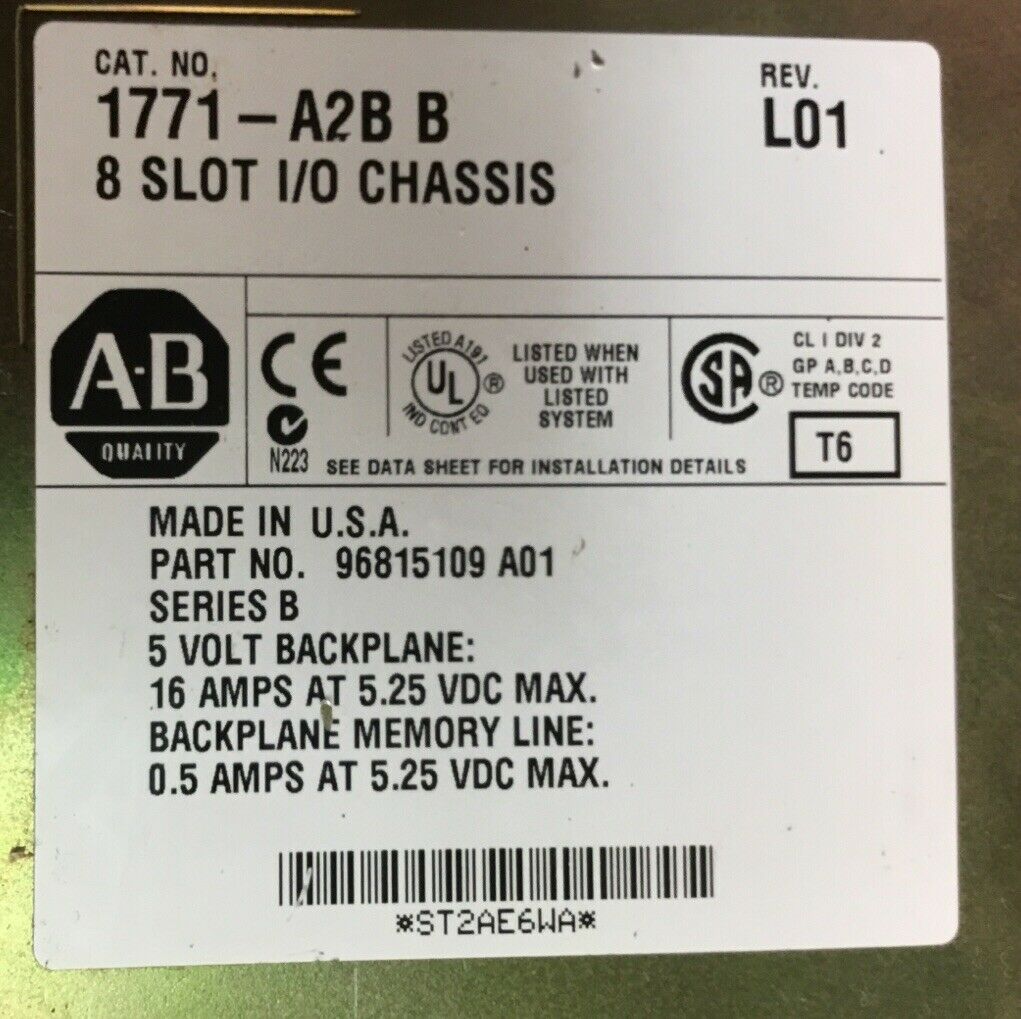 CAT. NO.
1771-A2B B
8 SLOT I/O CHASSIS
REV.
L01
A-B
QUALITY
CE
N223
LISTED A197
UL ®
IND CONT EQ
LISTED WHEN
USED WITH
LISTED
SYSTEM
SA ®
CL I DIV 2
GP A,B,C,D
TEMP CODE
T6
SEE DATA SHEET FOR INSTALLATION DETAILS
MADE IN U.S.A.
PART NO. 96815109 A01
SERIES B
5 VOLT BACKPLANE:
16 AMPS AT 5.25 VDC MAX.
BACKPLANE MEMORY LINE:
0.5 AMPS AT 5.25 VDC MAX.
*ST2AE6WA*